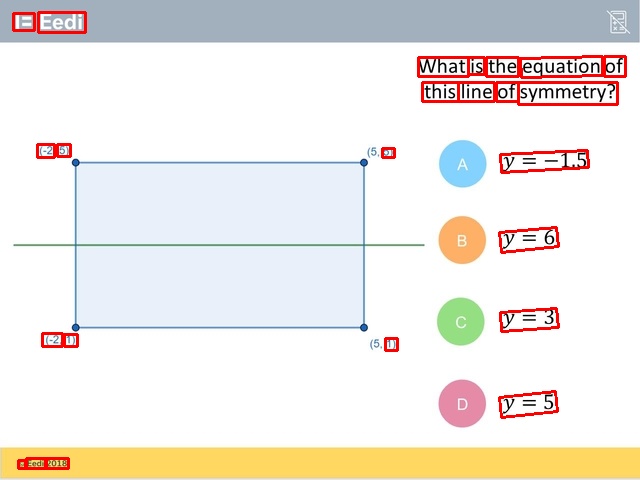 Eedi
What is the equation of
this line of symmetry?
(-2, 5)
(5, 5)
A
y = −1.5
B
y = 6
(-2, 1)
(5, 1)
C
y = 3
D
y = 5
© Eedi 2018